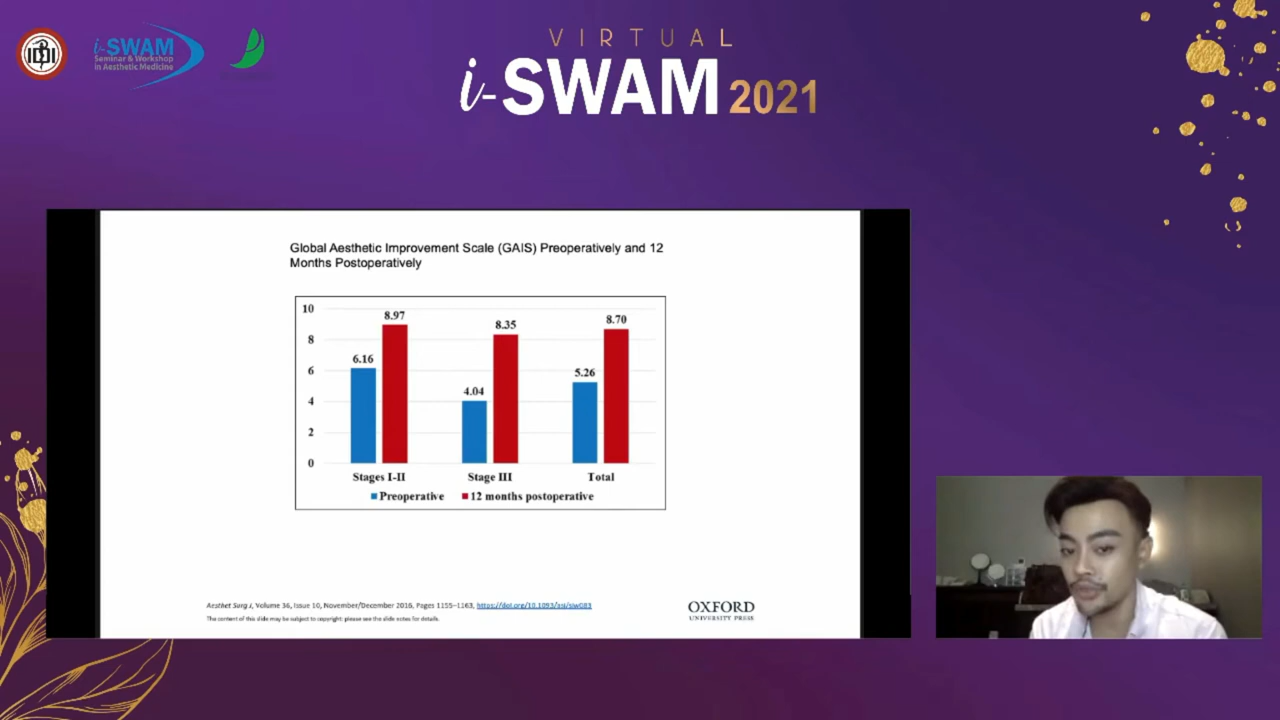 i-SWAM
Seminar & Workshop
in Aesthetic Medicine
VIRTUAL
i-SWAM 2021
Global Aesthetic Improvement Scale (GAIS) Preoperatively and 12
Months Postoperatively
10
8
6
4
2
0
6.16
8.97
4.04
8.35
5.26
8.70
Stages I-II
Stage III
Total
Preoperative
12 months postoperative
Aesthet Surg J, Volume 36, Issue 10, November/December 2016, Pages 1155–1163, https://doi.org/10.1093/asj/sjw083
The content of this slide may be subject to copyright: please see the slide notes for details.
OXFORD
UNIVERSITY PRESS